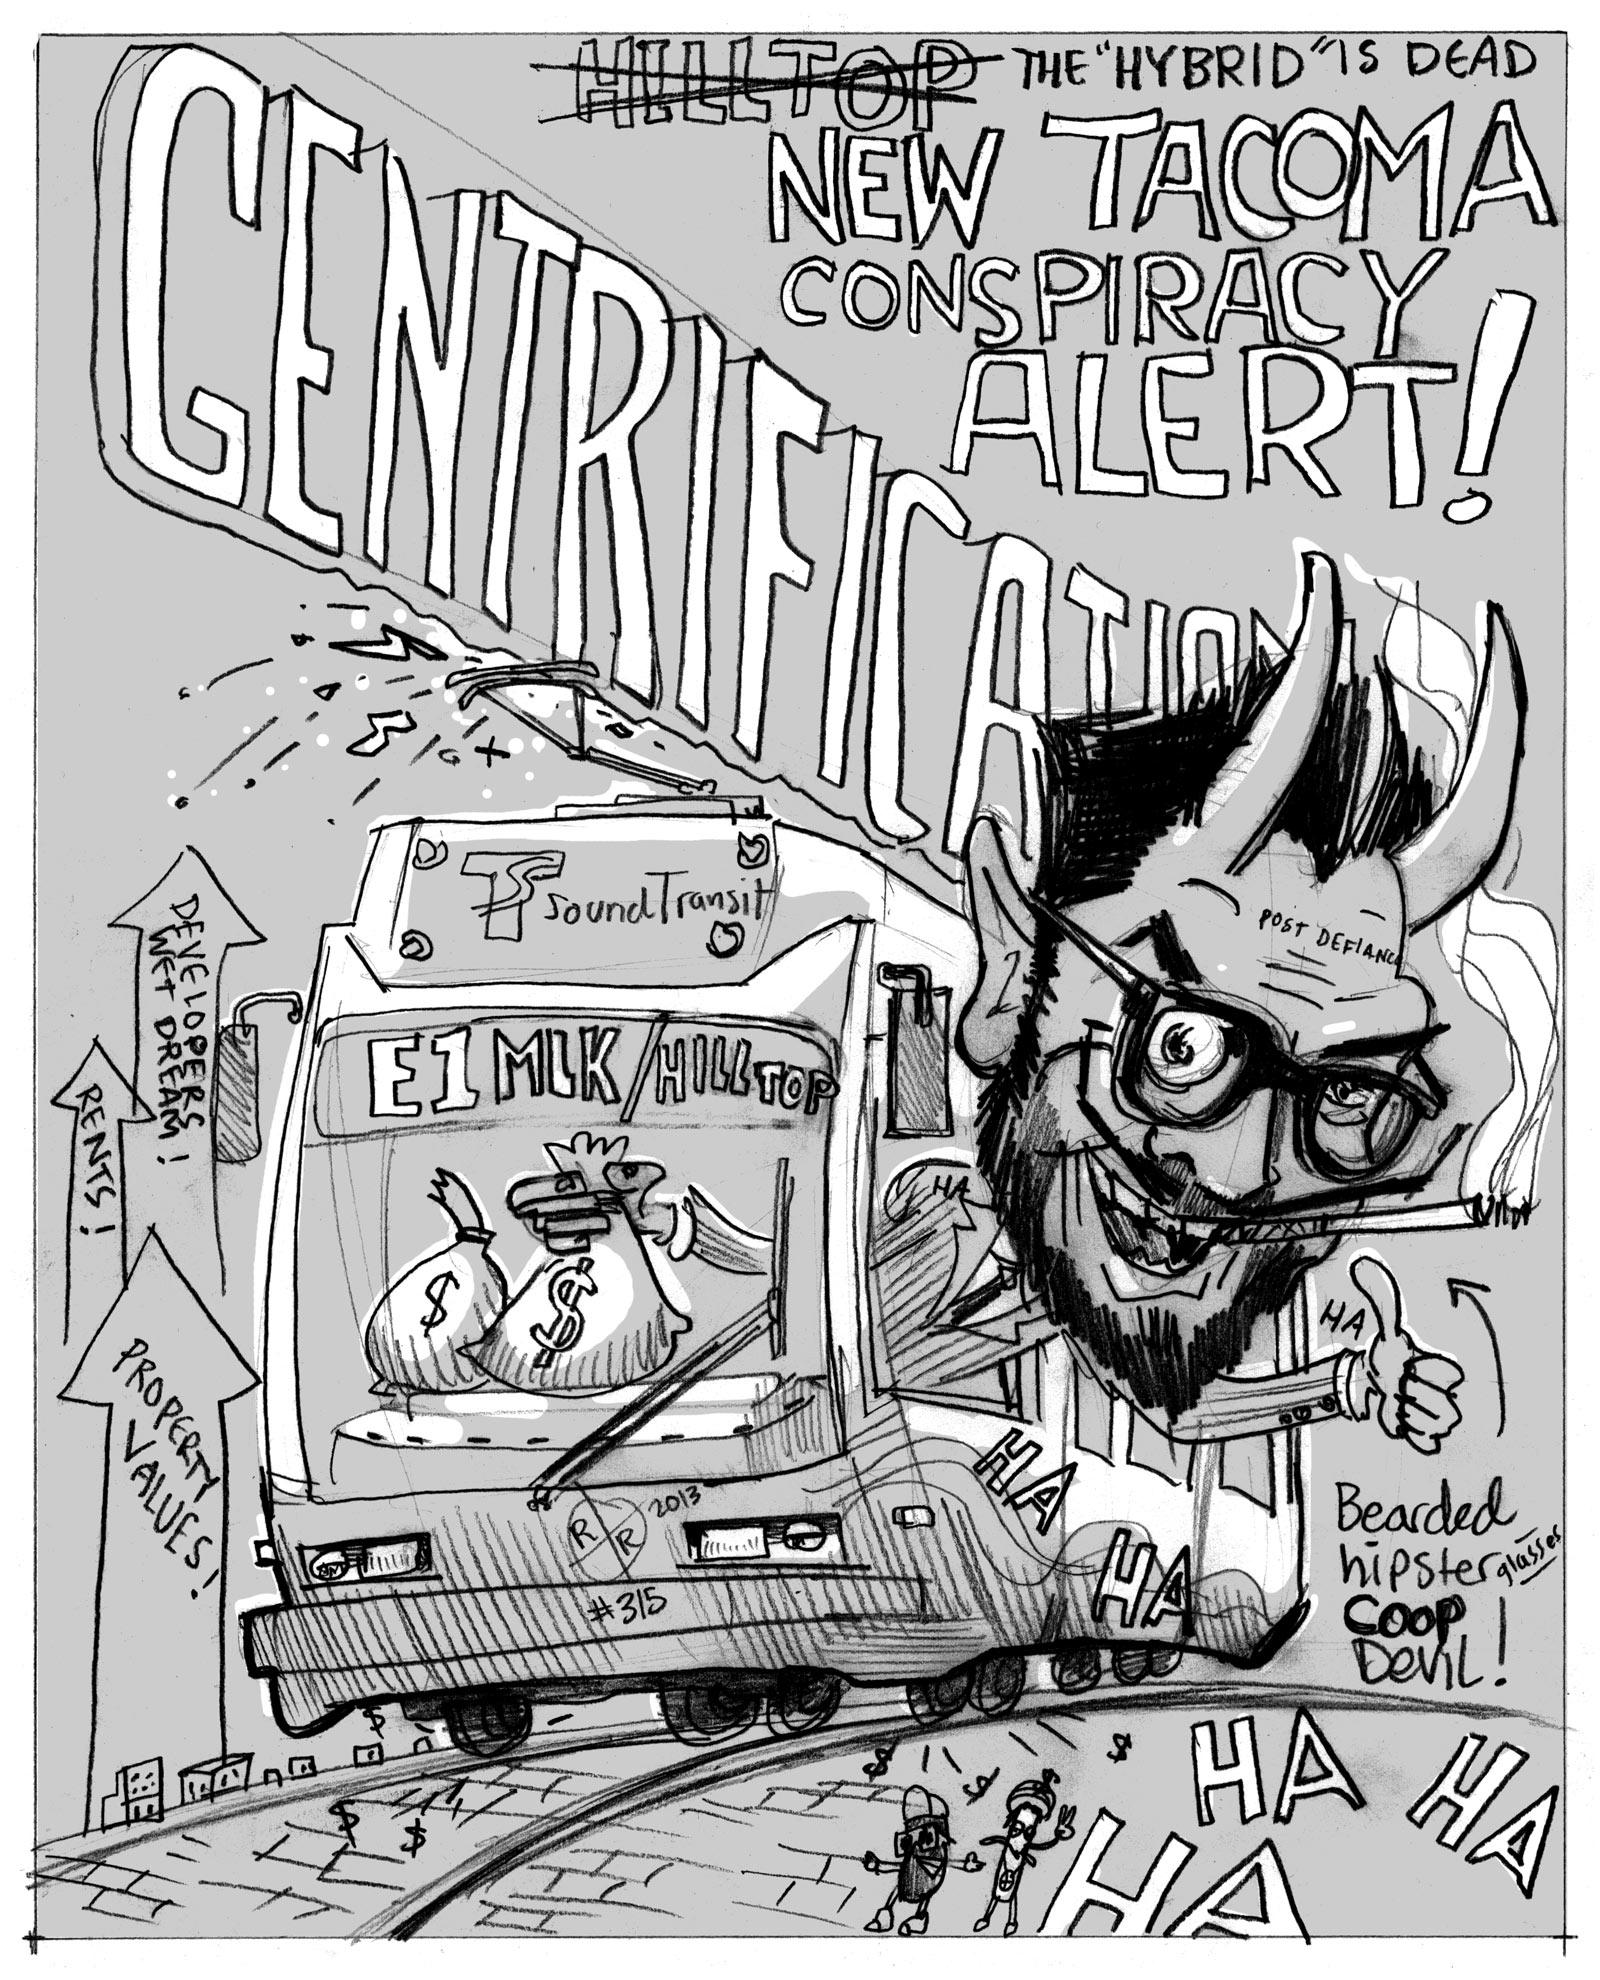 HILLTOP THE "HYBRID" IS DEAD
NEW TACOMA
CONSPIRACY
ALERT!
GENTRIFICATION
SoundTransit
POST DEFIANCE
E1 MLK/HILLTOP
DEVELOPERS
WET DREAM!
RENTS!
PROPERTY
VALUES!
$
$
HA
HA
HA
HA
Bearded
hipster glasses
COOP
DEVIL!
R R 2013
#315
$
$
$
$
$
$
HA
HA
HA